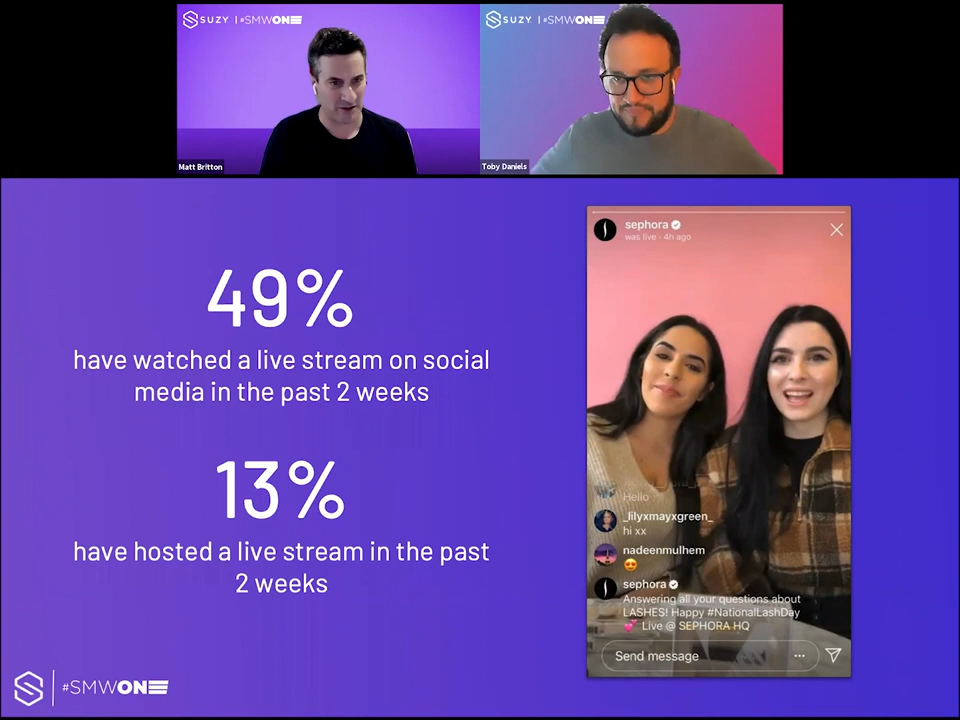 SUZY | #SMWONE
SUZY | #SMWONE
Matt Britton
Toby Daniels
49%
have watched a live stream on social
media in the past 2 weeks
13%
have hosted a live stream in the past
2 weeks
#SMWONE
sephora
was live · 4h ago
Hello
_lilyxmayxgreen_
hi xx
nadeenmulhem
😍
sephora
Answering all your questions about
LASHES! Happy #NationalLashDay
💕 Live @ SEPHORA HQ
Send message